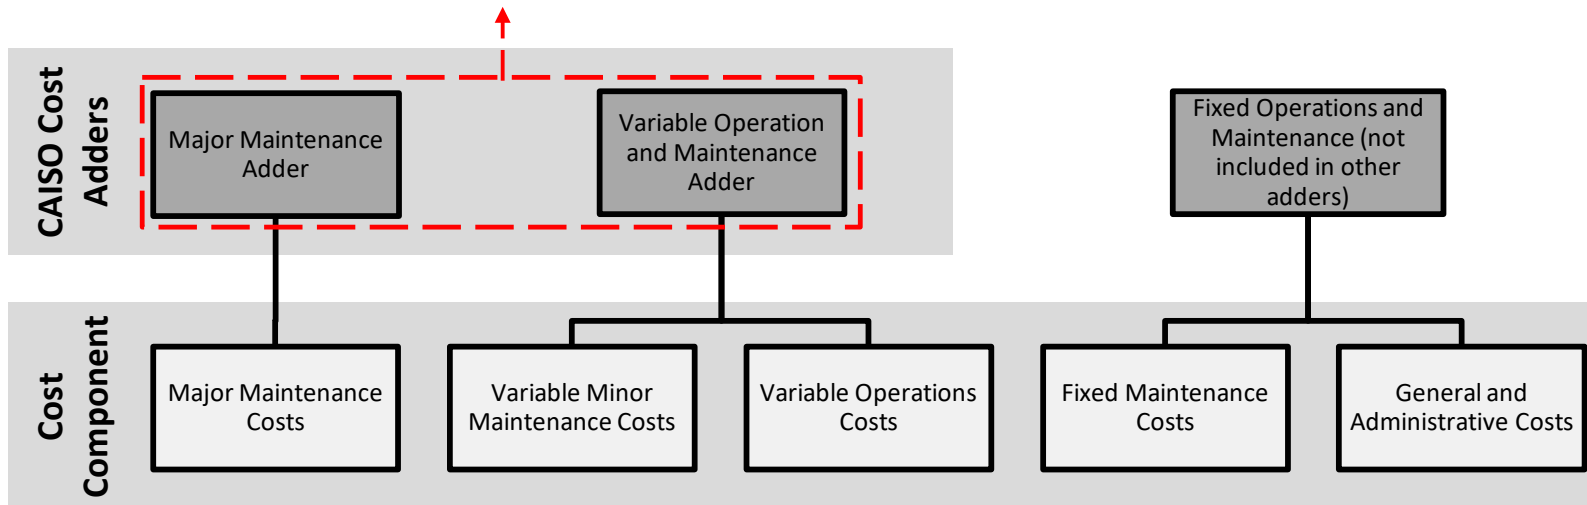 CAISO Cost
Adders
Major Maintenance
Adder
Variable Operation
and Maintenance
Adder
Fixed Operations and
Maintenance (not
included in other
adders)
Cost
Component
Major Maintenance
Costs
Variable Minor
Maintenance Costs
Variable Operations
Costs
Fixed Maintenance
Costs
General and
Administrative Costs